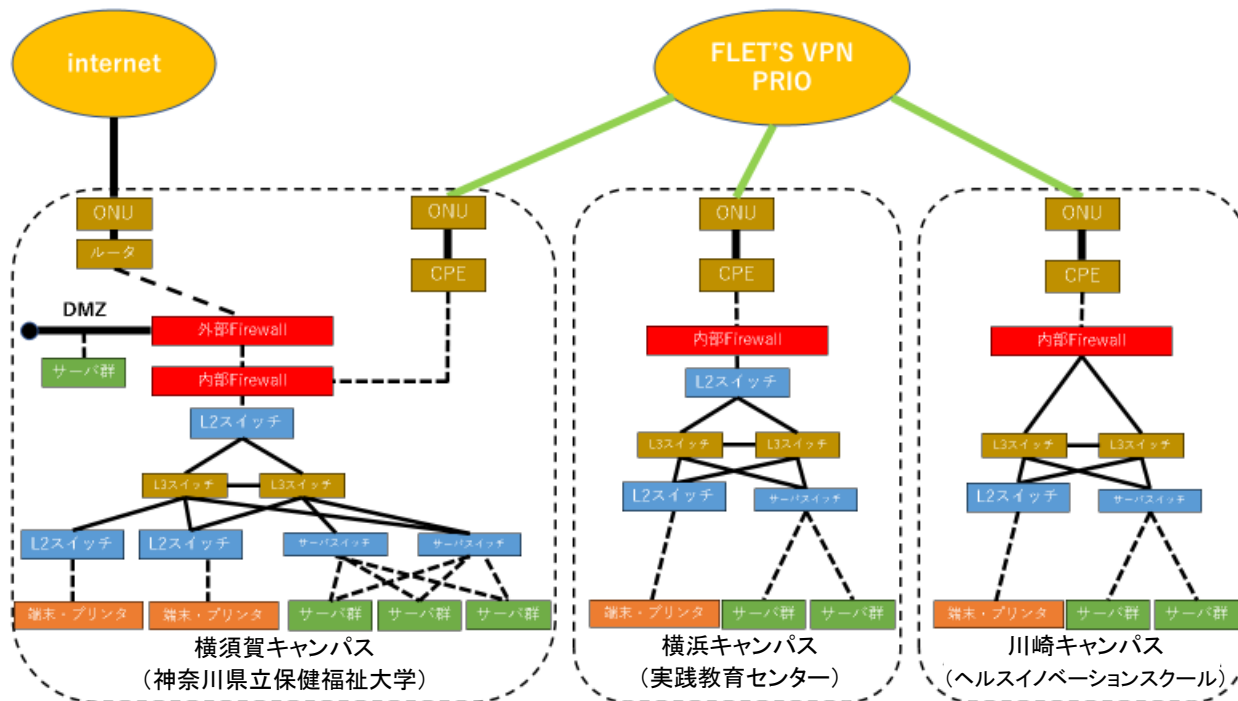 internet
FLET'S VPN
PRIO
ONU
ルータ
ONU
CPE
DMZ
外部Firewall
サーバ群
内部Firewall
L2スイッチ
L3スイッチ
L3スイッチ
L2スイッチ
L2スイッチ
サーバスイッチ
サーバスイッチ
端末・プリンタ
端末・プリンタ
サーバ群
サーバ群
サーバ群
横須賀キャンパス
（神奈川県立保健福祉大学）
ONU
CPE
内部Firewall
L2スイッチ
L3スイッチ
L3スイッチ
L2スイッチ
サーバスイッチ
端末・プリンタ
サーバ群
サーバ群
横浜キャンパス
（実践教育センター）
ONU
CPE
内部Firewall
L3スイッチ
L3スイッチ
L2スイッチ
サーバスイッチ
端末・プリンタ
サーバ群
サーバ群
川崎キャンパス
（ヘルスイノベーションスクール）